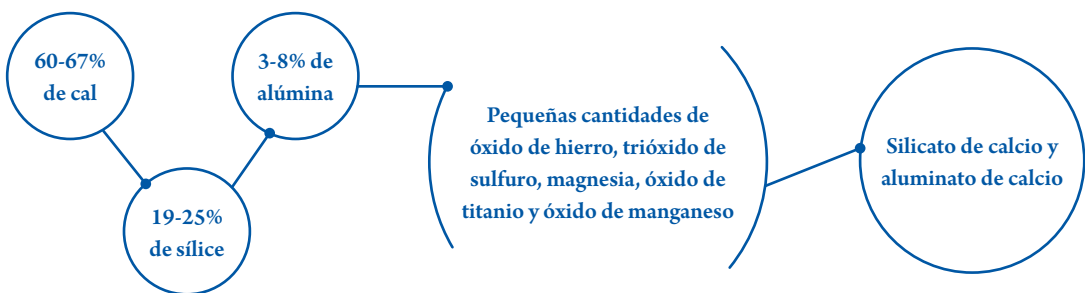 60-67%
de cal
19-25%
de sílice
3-8% de
alúmina
Pequeñas cantidades de
óxido de hierro, trióxido de
sulfuro, magnesia, óxido de
titanio y óxido de manganeso
Silicato de calcio y
aluminato de calcio